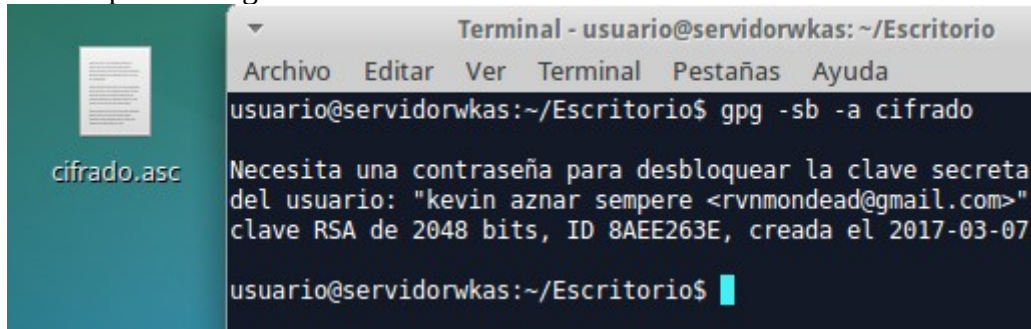 Terminal - usuario@servidorwkas: ~/Escritorio
Archivo Editar Ver Terminal Pestañas Ayuda
usuario@servidorwkas:~/Escritorio$ gpg -sb -a cifrado
cifrado.asc
Necesita una contraseña para desbloquear la clave secreta
del usuario: "kevin aznar sempere <rvnmondead@gmail.com>"
clave RSA de 2048 bits, ID 8AEE263E, creada el 2017-03-07
usuario@servidorwkas:~/Escritorio$